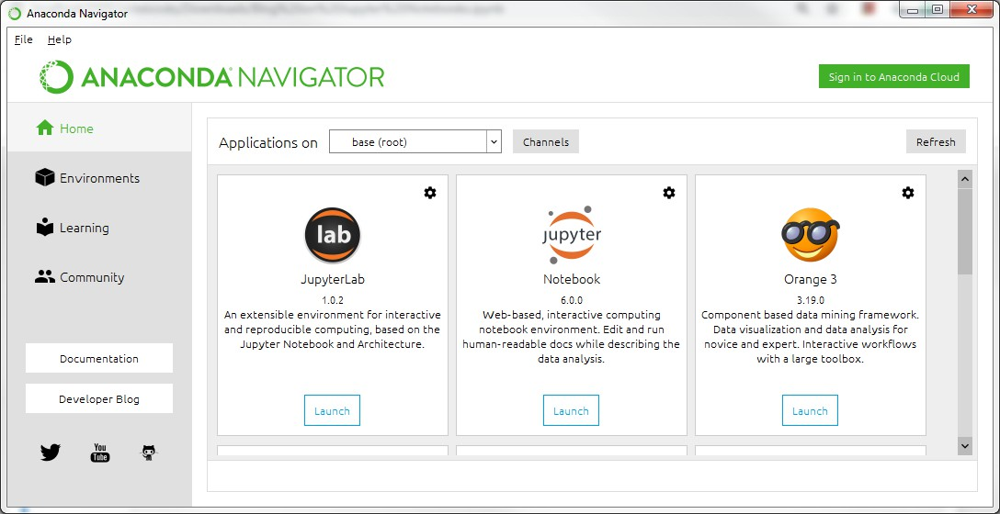 Anaconda Navigator
File Help
ANACONDA NAVIGATOR
Sign in to Anaconda Cloud
Home
Environments
Learning
Community
Documentation
Developer Blog
You
Tube
Applications on base (root) Channels Refresh
lab
JupyterLab
1.0.2
An extensible environment for interactive
and reproducible computing, based on the
Jupyter Notebook and Architecture.
Launch
jupyter
Notebook
6.0.0
Web-based, interactive computing
notebook environment. Edit and run
human-readable docs while describing the
data analysis.
Launch
Orange 3
3.19.0
Component based data mining framework.
Data visualization and data analysis for
novice and expert. Interactive workflows
with a large toolbox.
Launch